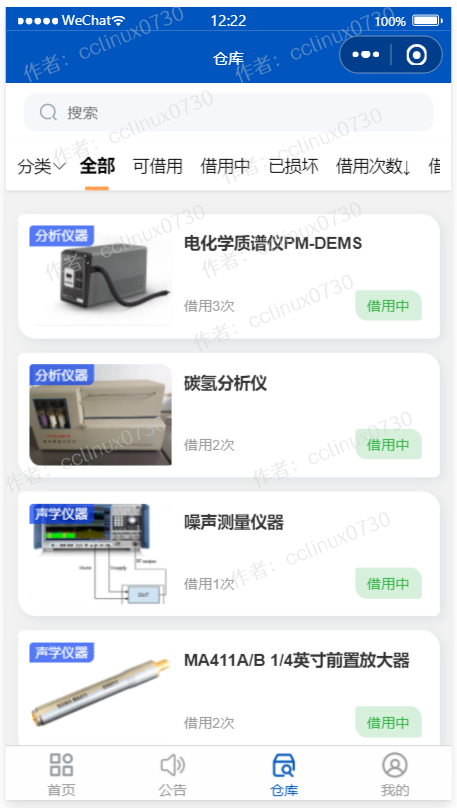 WeChat 12:22 100%
仓库
搜索
分类 全部 可借用 借用中 已损坏 借用次数↓ 借
分析仪器
电化学质谱仪PM-DEMS
借用3次 借用中
分析仪器
碳氢分析仪
借用2次 借用中
声学仪器
噪声测量仪器
借用1次 借用中
DUT
声学仪器
MA411A/B 1/4英寸前置放大器
借用2次 借用中
首页 公告 仓库 我的
作者：cclinux0730